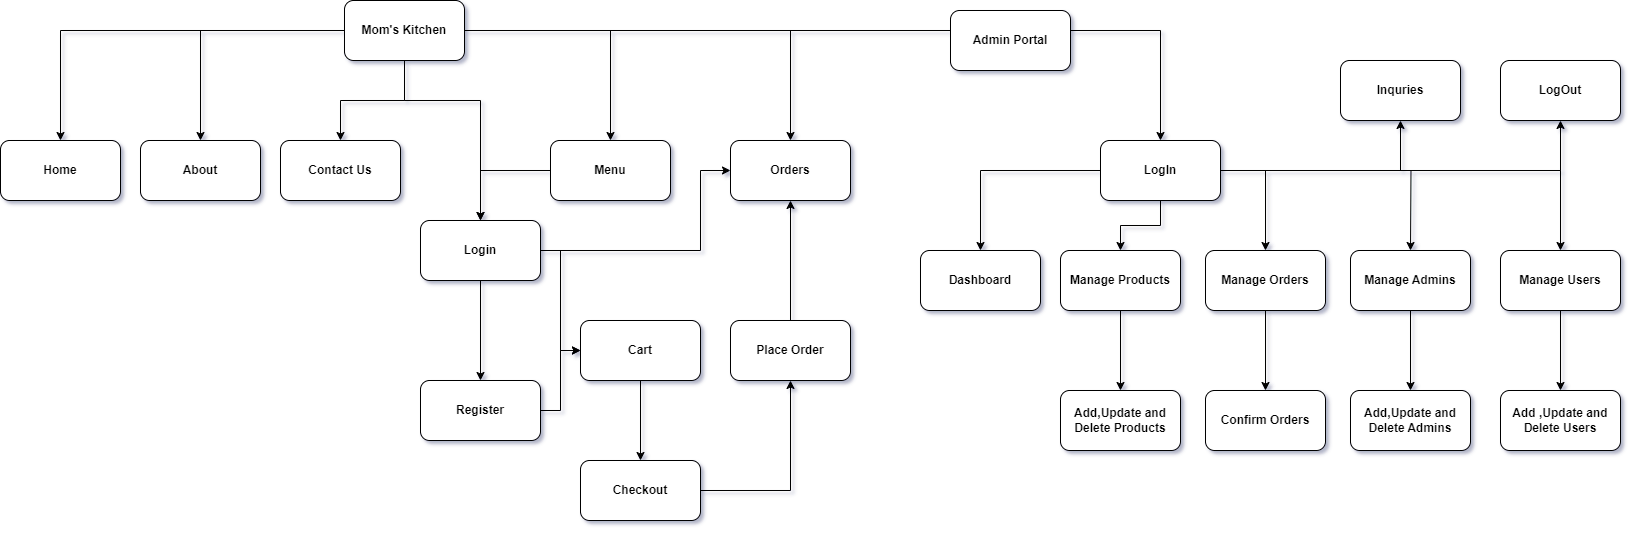 Mom's Kitchen
Admin Portal
Inquries
LogOut
Home
About
Contact Us
Menu
Orders
LogIn
Login
Dashboard
Manage Products
Manage Orders
Manage Admins
Manage Users
Cart
Place Order
Register
Add,Update and
Delete Products
Confirm Orders
Add,Update and
Delete Admins
Add ,Update and
Delete Users
Checkout